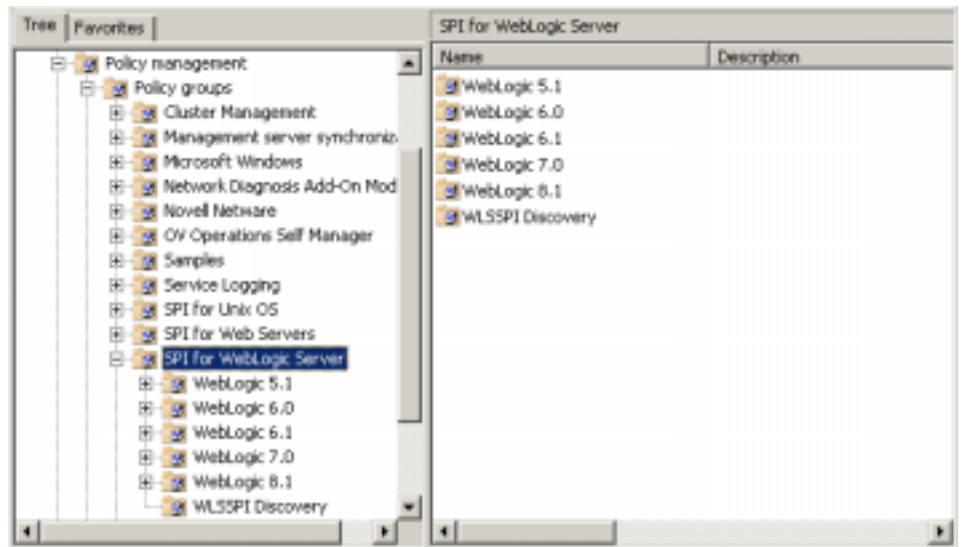 Tree
Favorites
Policy management
Policy groups
Cluster Management
Management server synchroniz
Microsoft Windows
Network Diagnosis Add-On Mod
Novell Netware
OV Operations Self Manager
Samples
Service Logging
SPI for Unix OS
SPI for Web Servers
SPI for WebLogic Server
WebLogic 5.1
WebLogic 6.0
WebLogic 6.1
WebLogic 7.0
WebLogic 8.1
WLSSPI Discovery
SPI for WebLogic Server
Name
Description
WebLogic 5.1
WebLogic 6.0
WebLogic 6.1
WebLogic 7.0
WebLogic 8.1
WLSSPI Discovery